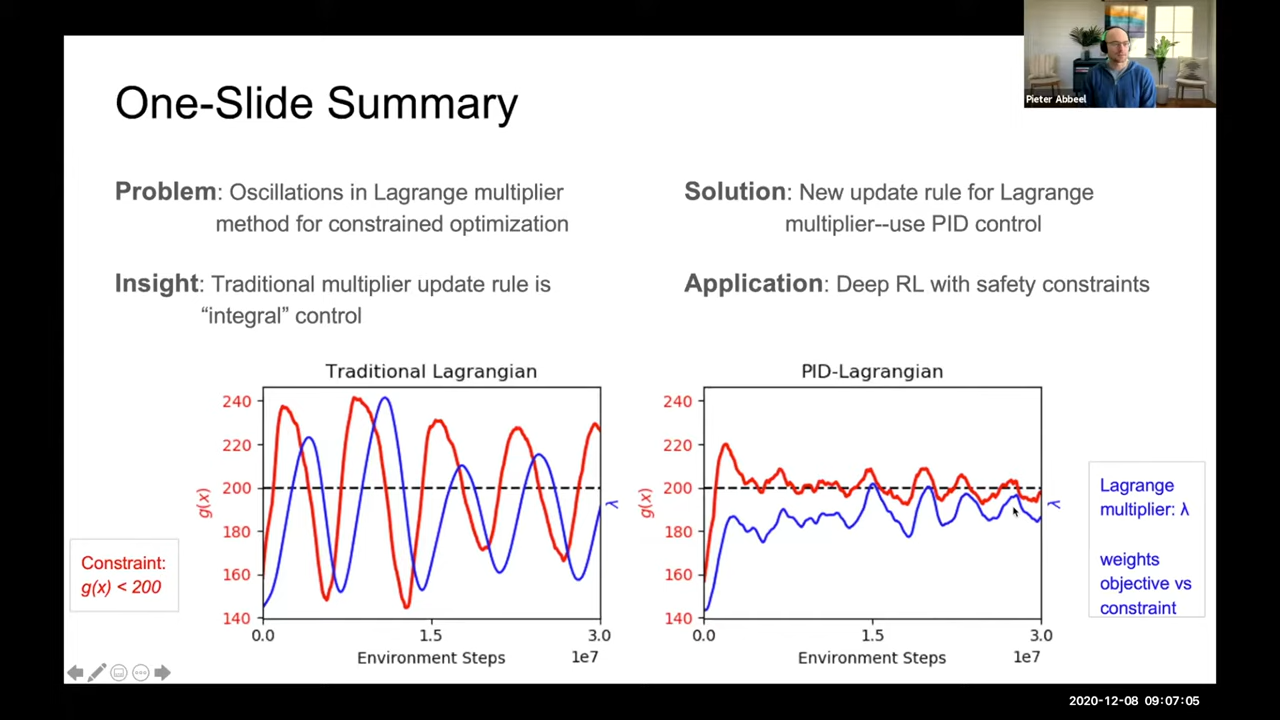 Pieter Abbeel
One-Slide Summary
Problem: Oscillations in Lagrange multiplier
method for constrained optimization
Insight: Traditional multiplier update rule is
“integral” control
Solution: New update rule for Lagrange
multiplier--use PID control
Application: Deep RL with safety constraints
Constraint:
g(x) < 200
Traditional Lagrangian
240
220
200
180
160
140
g(x)
λ
0.0 1.5 3.0
Environment Steps 1e7
PID-Lagrangian
240
220
200
180
160
140
g(x)
λ
0.0 1.5 3.0
Environment Steps 1e7
Lagrange
multiplier: λ
weights
objective vs
constraint
2020-12-08 09:07:05